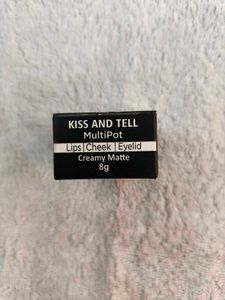 KISS AND TELL
MultiPot
Lips|Cheek|Eyelid
Creamy Matte
8g